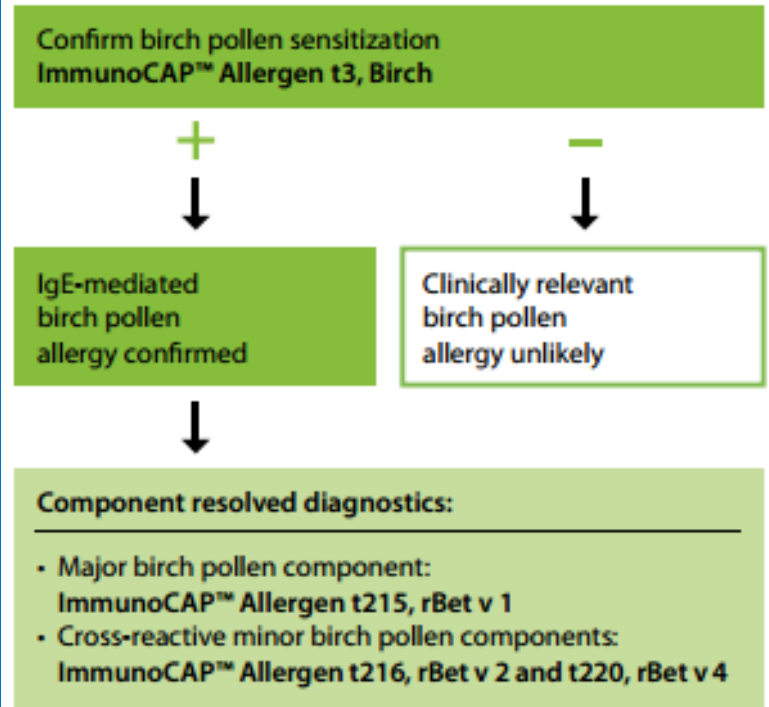 Confirm birch pollen sensitization
ImmunoCAP™ Allergen t3, Birch
+
−
IgE-mediated
birch pollen
allergy confirmed
Clinically relevant
birch pollen
allergy unlikely
Component resolved diagnostics:
• Major birch pollen component:
ImmunoCAP™ Allergen t215, rBet v 1
• Cross-reactive minor birch pollen components:
ImmunoCAP™ Allergen t216, rBet v 2 and t220, rBet v 4